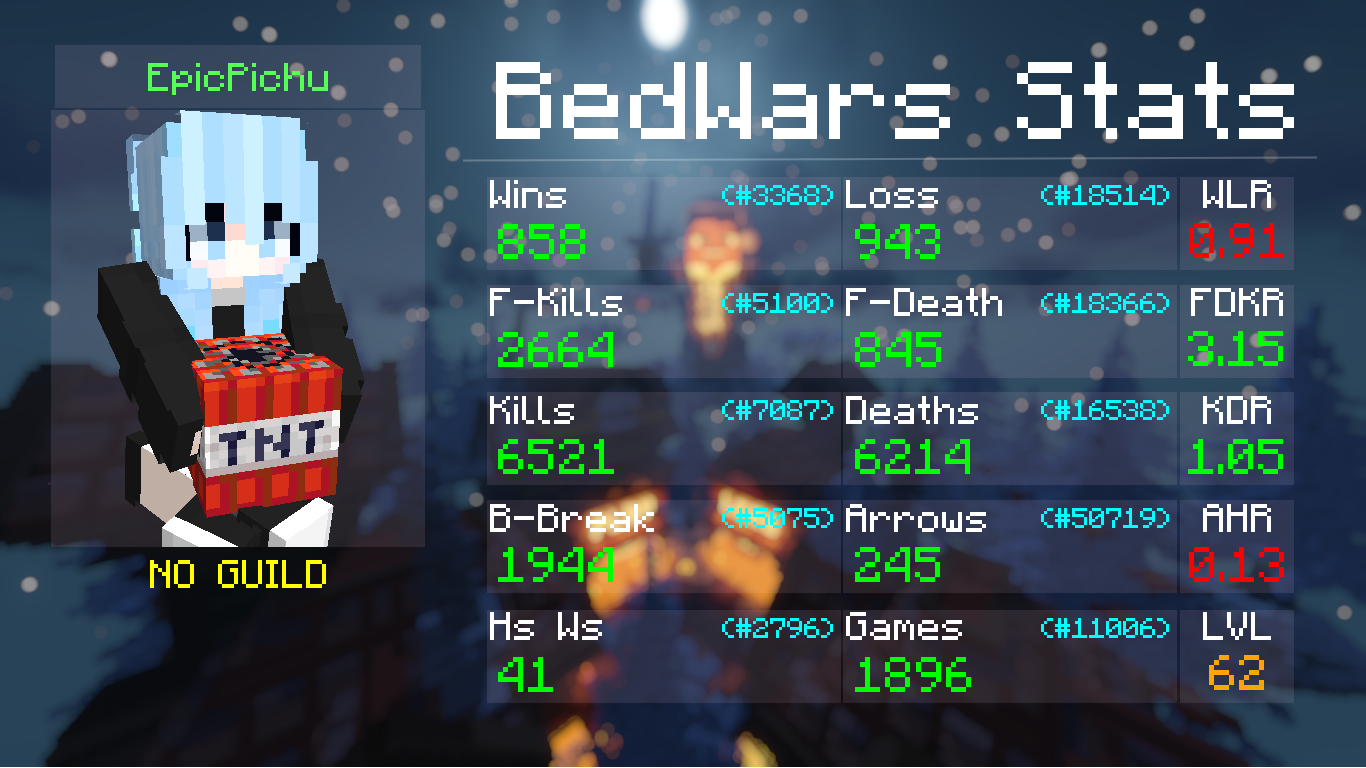 EpicPichu
BedWars Stats
Wins (#3368) Loss (#18514) WLR
858 943 0.91
F-Kills (#5100) F-Death (#18366) FDKR
2664 845 3.15
Kills (#7087) Deaths (#16538) KDR
6521 6214 1.05
B-Break (#5075) Arrows (#50719) AHR
1944 245 0.13
Hs Ws (#2796) Games (#11006) LVL
41 1896 62
TNT
NO GUILD